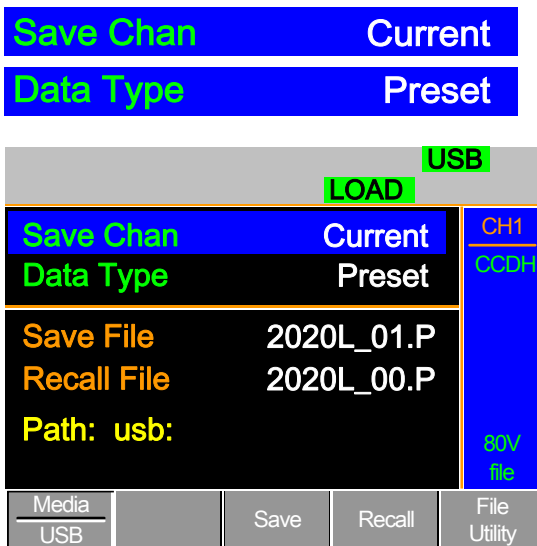 Save Chan Current
Data Type Preset
USB
LOAD
Save Chan Current
Data Type Preset
Save File 2020L_01.P
Recall File 2020L_00.P
Path: usb:
CH1
CCDH
80V
file
Media
USB
Save
Recall
File
Utility